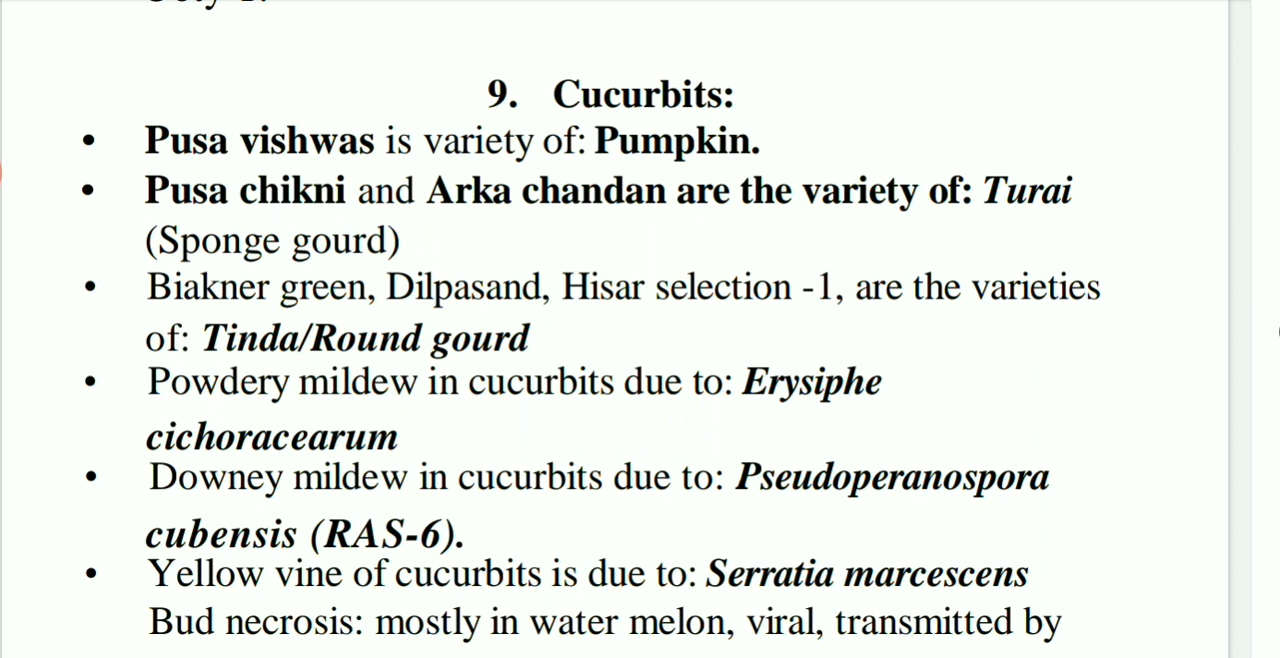 9. Cucurbits:
• Pusa vishwas is variety of: Pumpkin.
• Pusa chikni and Arka chandan are the variety of: Turai
(Sponge gourd)
• Biakner green, Dilpasand, Hisar selection -1, are the varieties
of: Tinda/Round gourd
• Powdery mildew in cucurbits due to: Erysiphe
cichoracearum
• Downey mildew in cucurbits due to: Pseudoperanospora
cubensis (RAS-6).
• Yellow vine of cucurbits is due to: Serratia marcescens
Bud necrosis: mostly in water melon, viral, transmitted by